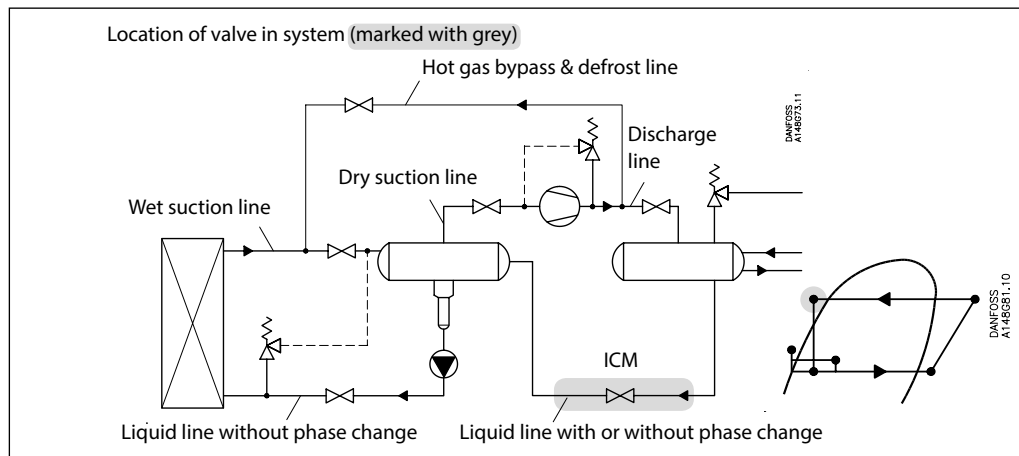 Location of valve in system (marked with grey)
Hot gas bypass & defrost line
DANFOSS
A148G73.11
Discharge
line
Dry suction line
Wet suction line
DANFOSS
A148G81.10
ICM
Liquid line without phase change
Liquid line with or without phase change